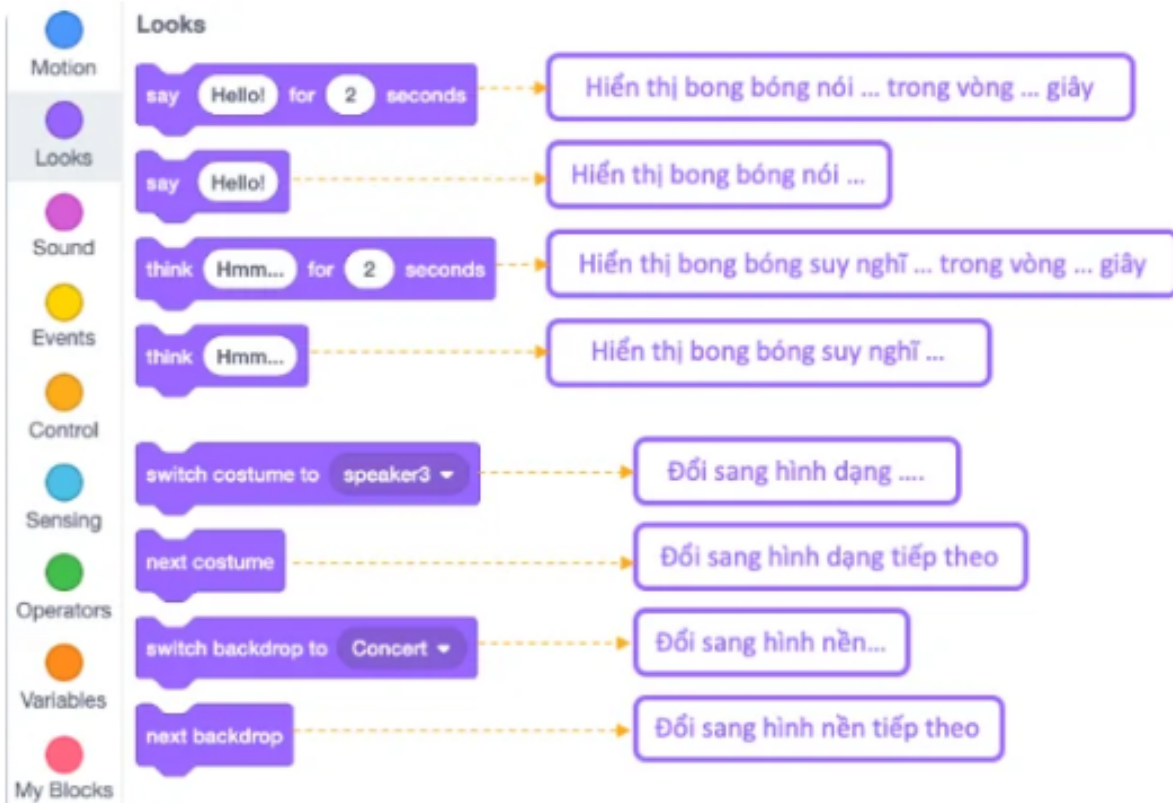 Motion
Looks
Sound
Events
Control
Sensing
Operators
Variables
My Blocks
Looks
say Hello! for 2 seconds
Hiển thị bong bóng nói ... trong vòng ... giây
say Hello!
Hiển thị bong bóng nói ...
think Hmm... for 2 seconds
Hiển thị bong bóng suy nghĩ ... trong vòng ... giây
think Hmm...
Hiển thị bong bóng suy nghĩ ...
switch costume to speaker3
Đổi sang hình dạng ....
next costume
Đổi sang hình dạng tiếp theo
switch backdrop to Concert
Đổi sang hình nền...
next backdrop
Đổi sang hình nền tiếp theo